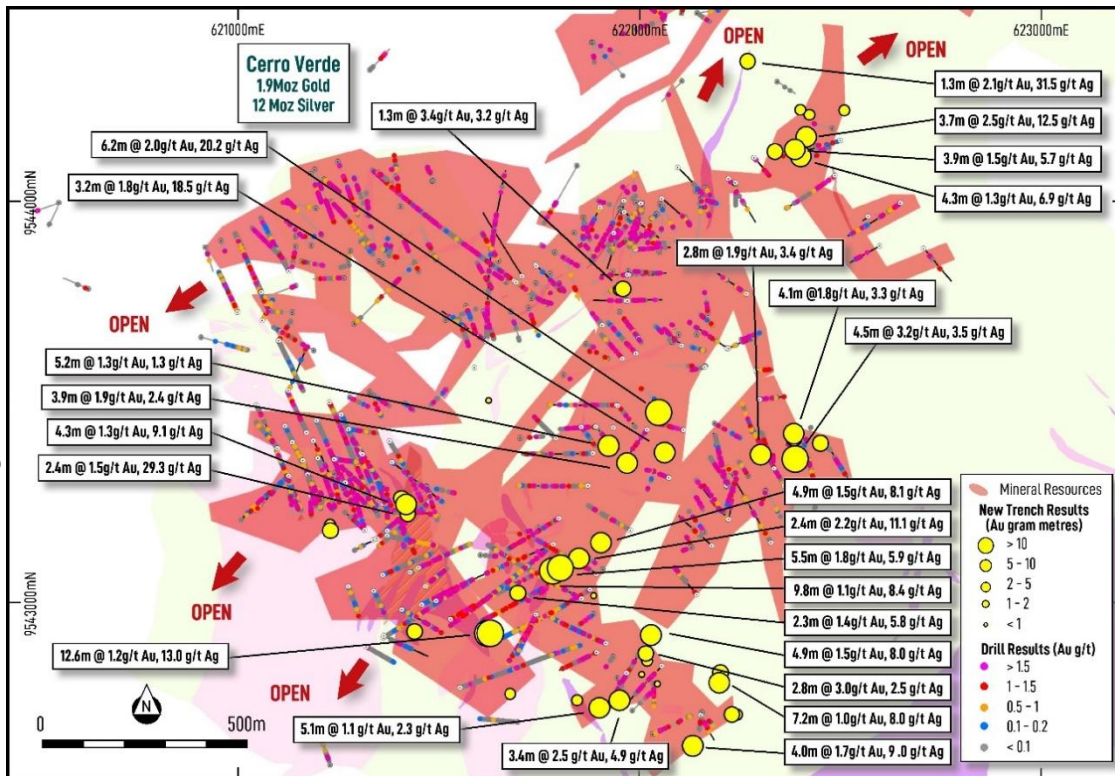 621000mE
622000mE
623000mE
OPEN
OPEN
Cerro Verde
1.9Moz Gold
12 Moz Silver
1.3m @ 2.1g/t Au, 31.5 g/t Ag
1.3m @ 3.4g/t Au, 3.2 g/t Ag
3.7m @ 2.5g/t Au, 12.5 g/t Ag
6.2m @ 2.0g/t Au, 20.2 g/t Ag
3.9m @ 1.5g/t Au, 5.7 g/t Ag
3.2m @ 1.8g/t Au, 18.5 g/t Ag
4.3m @ 1.3g/t Au, 6.9 g/t Ag
9544000mN
2.8m @ 1.9g/t Au, 3.4 g/t Ag
4.1m @1.8g/t Au, 3.3 g/t Ag
OPEN
4.5m @ 3.2g/t Au, 3.5 g/t Ag
5.2m @ 1.3g/t Au, 1.3 g/t Ag
3.9m @ 1.9g/t Au, 2.4 g/t Ag
4.3m @ 1.3g/t Au, 9.1 g/t Ag
2.4m @ 1.5g/t Au, 29.3 g/t Ag
4.9m @ 1.5g/t Au, 8.1 g/t Ag
2.4m @ 2.2g/t Au, 11.1 g/t Ag
5.5m @ 1.8g/t Au, 5.9 g/t Ag
9.8m @ 1.1g/t Au, 8.4 g/t Ag
2.3m @ 1.4g/t Au, 5.8 g/t Ag
4.9m @ 1.5g/t Au, 8.0 g/t Ag
2.8m @ 3.0g/t Au, 2.5 g/t Ag
7.2m @ 1.0g/t Au, 8.0 g/t Ag
4.0m @ 1.7g/t Au, 9.0 g/t Ag
9543000mN
OPEN
12.6m @ 1.2g/t Au, 13.0 g/t Ag
OPEN
5.1m @ 1.1 g/t Au, 2.3 g/t Ag
3.4m @ 2.5 g/t Au, 4.9 g/t Ag
N
0
500m
Mineral Resources
New Trench Results
(Au gram metres)
> 10
5 - 10
2 - 5
1 - 2
< 1
Drill Results (Au g/t)
> 1.5
1 - 1.5
0.5 - 1
0.1 - 0.2
< 0.1